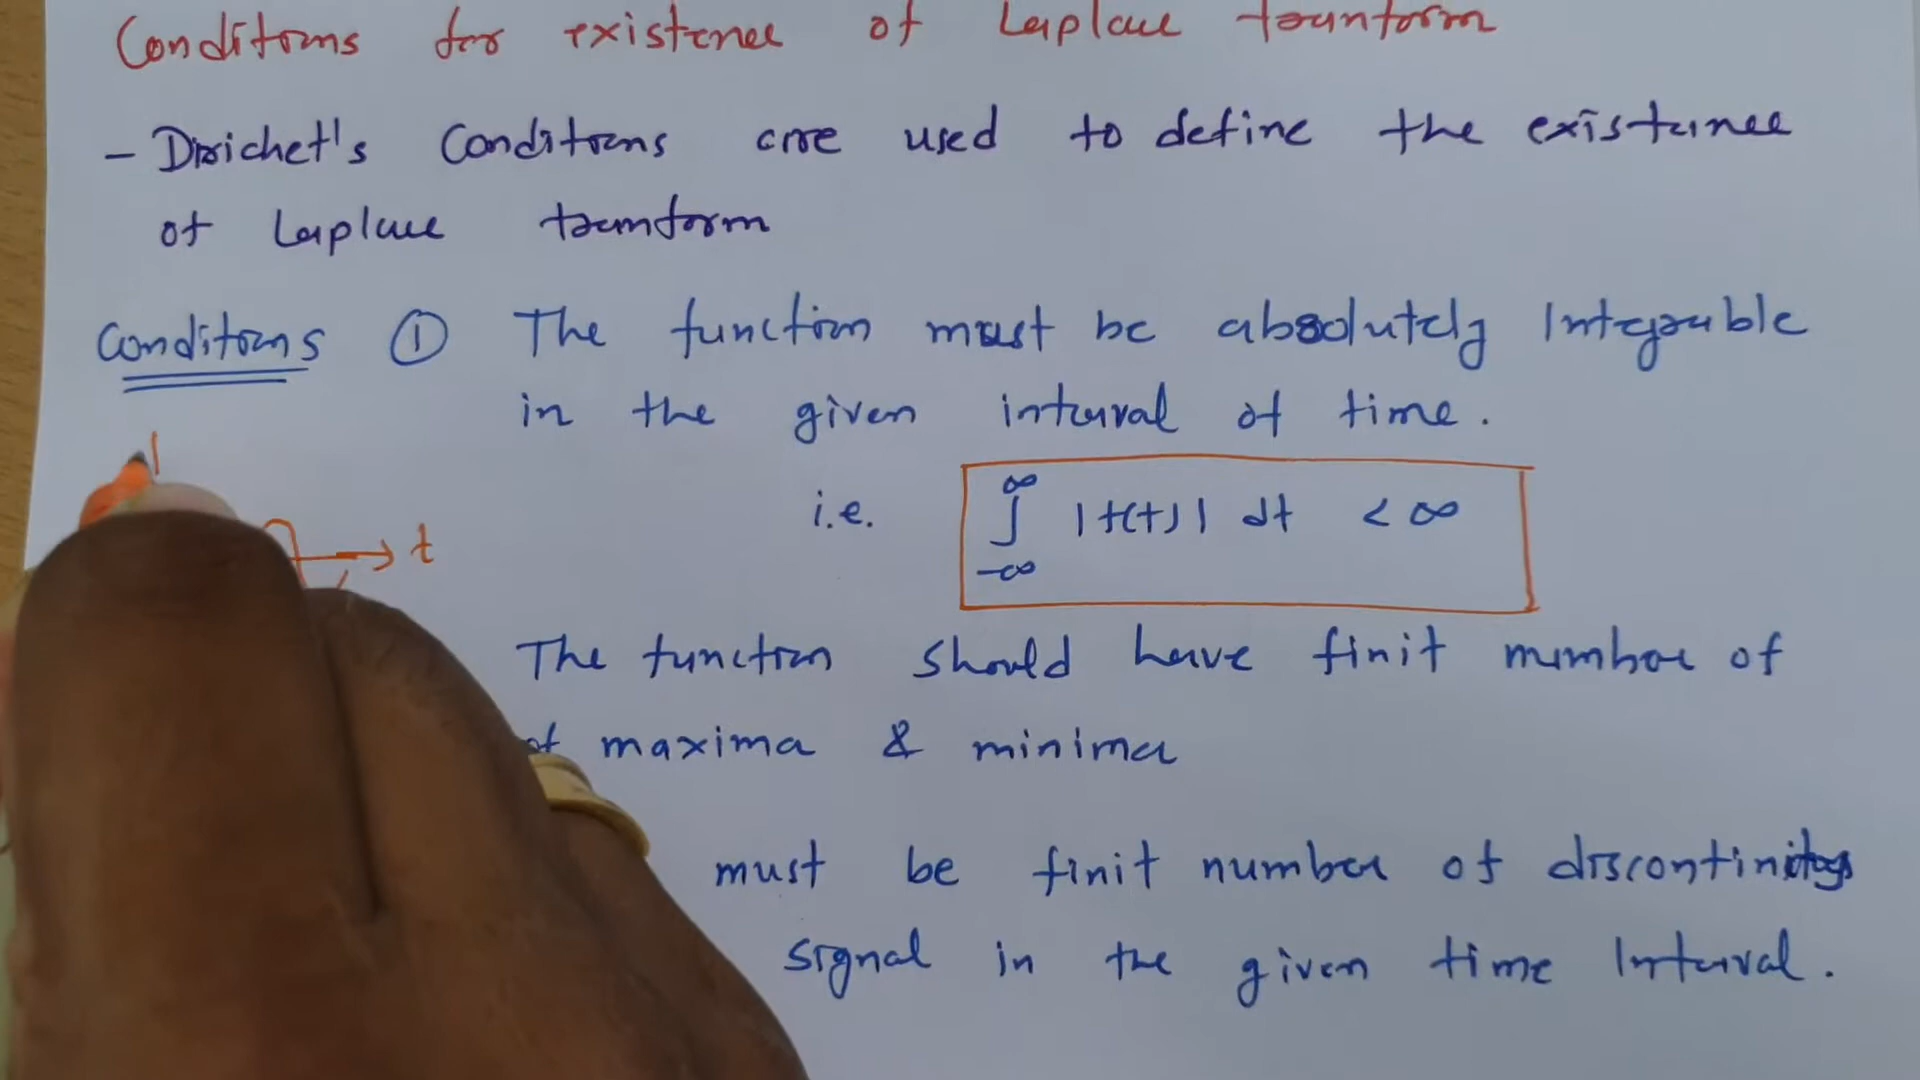 Conditions for existence of Laplace transform
- Dirichet's Conditions are used to define the existance
of Laplace transform
Conditions ① The function must be absolutely Integrable
in the given interval of time.
i.e. ∫_{-∞}^{∞} |f(t)| dt < ∞
t
The function should have finit number of
of maxima & minima
must be finit number of
signal in the given time Interval.